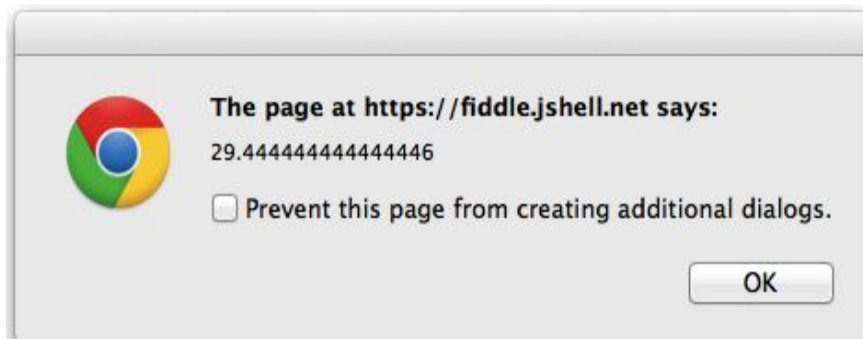 The page at https://fiddle.jshell.net says:
29.444444444444446
Prevent this page from creating additional dialogs.
OK